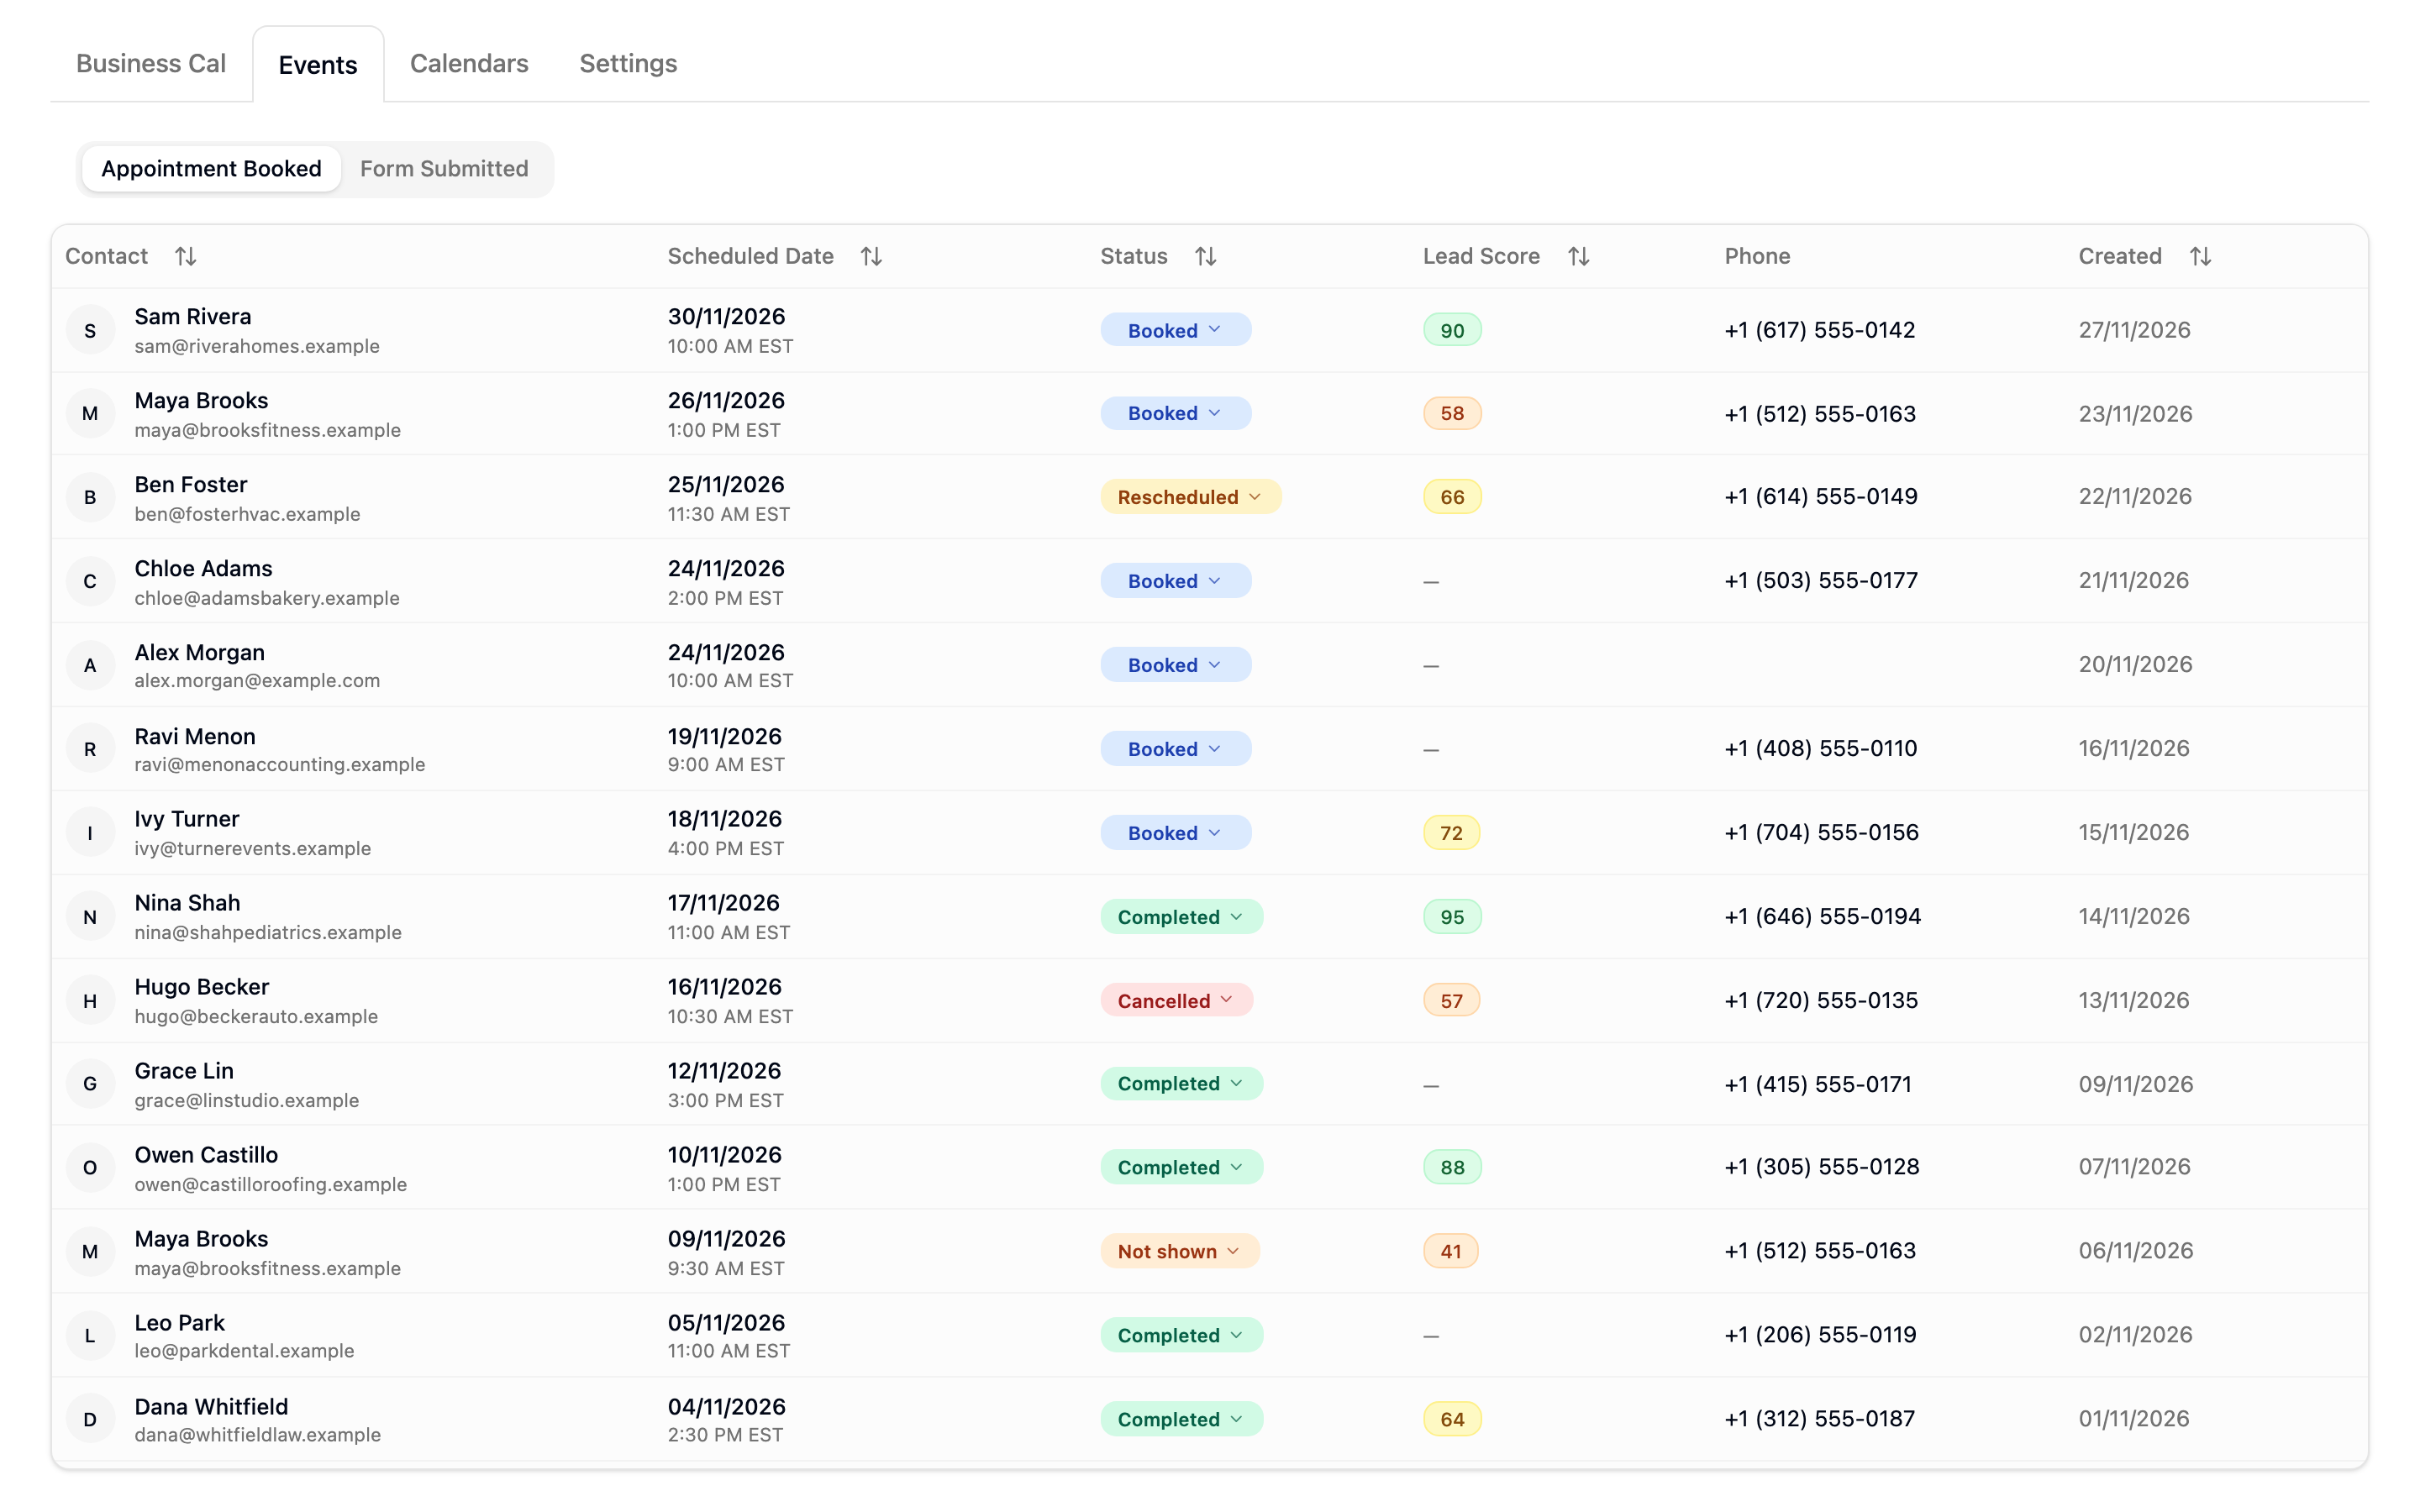 Business Cal Events Calendars Settings
Appointment Booked Form Submitted
Contact Scheduled Date Status Lead Score Phone Created
S Sam Rivera 30/11/2026 Booked 90 +1 (617) 555-0142 27/11/2026
sam@riverahomes.example 10:00 AM EST
M Maya Brooks 26/11/2026 Booked 58 +1 (512) 555-0163 23/11/2026
maya@brooksfitness.example 1:00 PM EST
B Ben Foster 25/11/2026 Rescheduled 66 +1 (614) 555-0149 22/11/2026
ben@fosterhvac.example 11:30 AM EST
C Chloe Adams 24/11/2026 Booked – +1 (503) 555-0177 21/11/2026
chloe@adamsbakery.example 2:00 PM EST
A Alex Morgan 24/11/2026 Booked – 20/11/2026
alex.morgan@example.com 10:00 AM EST
R Ravi Menon 19/11/2026 Booked – +1 (408) 555-0110 16/11/2026
ravi@menonaccounting.example 9:00 AM EST
I Ivy Turner 18/11/2026 Booked 72 +1 (704) 555-0156 15/11/2026
ivy@turnerevents.example 4:00 PM EST
N Nina Shah 17/11/2026 Completed 95 +1 (646) 555-0194 14/11/2026
nina@shahpediatrics.example 11:00 AM EST
H Hugo Becker 16/11/2026 Cancelled 57 +1 (720) 555-0135 13/11/2026
hugo@beckerauto.example 10:30 AM EST
G Grace Lin 12/11/2026 Completed – +1 (415) 555-0171 09/11/2026
grace@linstudio.example 3:00 PM EST
O Owen Castillo 10/11/2026 Completed 88 +1 (305) 555-0128 07/11/2026
owen@castilloroofing.example 1:00 PM EST
M Maya Brooks 09/11/2026 Not shown 41 +1 (512) 555-0163 06/11/2026
maya@brooksfitness.example 9:30 AM EST
L Leo Park 05/11/2026 Completed – +1 (206) 555-0119 02/11/2026
leo@parkdental.example 11:00 AM EST
D Dana Whitfield 04/11/2026 Completed 64 +1 (312) 555-0187 01/11/2026
dana@whitfieldlaw.example 2:30 PM EST